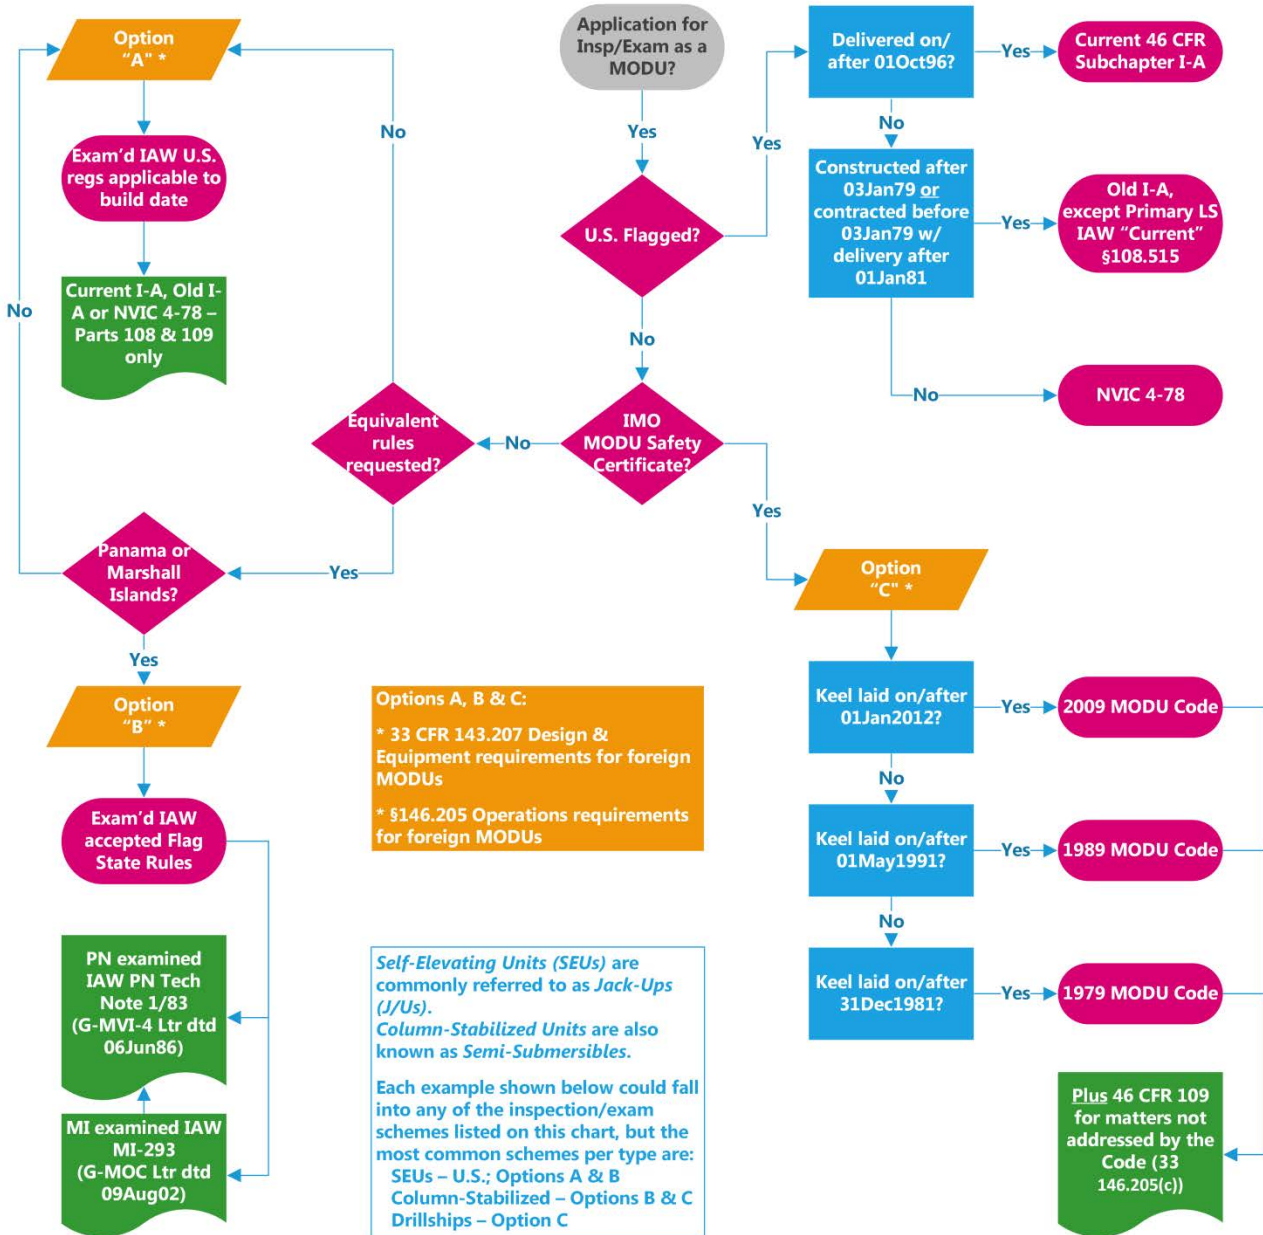 Application for
Insp/Exam as a
MODU?
Yes
U.S. Flagged?
Yes
Delivered on/
after 01Oct96?
Yes
Current 46 CFR
Subchapter I-A
No
Constructed after
03Jan79 or
contracted before
03Jan79 w/
delivery after
01Jan81
Yes
Old I-A,
except Primary LS
IAW “Current”
§108.515
No
NVIC 4-78
No
IMO
MODU Safety
Certificate?
No
Equivalent
rules
requested?
No
Option
“A” *
Exam’d IAW U.S.
regs applicable to
build date
Current I-A, Old I-
A or NVIC 4-78 –
Parts 108 & 109
only
No
Yes
Panama or
Marshall
Islands?
Yes
Option
“B” *
Exam’d IAW
accepted Flag
State Rules
PN examined
IAW PN Tech
Note 1/83
(G-MVI-4 Ltr dtd
06Jun86)
MI examined IAW
MI-293
(G-MOC Ltr dtd
09Aug02)
Options A, B & C:
* 33 CFR 143.207 Design &
Equipment requirements for foreign
MODUs
* §146.205 Operations requirements
for foreign MODUs
Self-Elevating Units (SEUs) are
commonly referred to as Jack-Ups
(J/Us).
Column-Stabilized Units are also
known as Semi-Submersibles.
Each example shown below could fall
into any of the inspection/exam
schemes listed on this chart, but the
most common schemes per type are:
SEUs – U.S.; Options A & B
Column-Stabilized – Options B & C
Drillships – Option C
Yes
Option
“C” *
Keel laid on/after
01Jan2012?
Yes
2009 MODU Code
No
Keel laid on/after
01May1991?
Yes
1989 MODU Code
No
Keel laid on/after
31Dec1981?
Yes
1979 MODU Code
Plus 46 CFR 109
for matters not
addressed by the
Code (33
146.205(c))